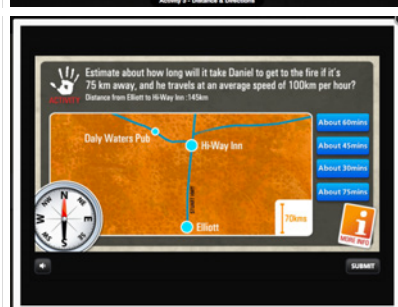 Activity 2 - Distance & Directions
Estimate about how long will it take Daniel to get to the fire if it's
75 km away, and he travels at an average speed of 100km per hour?
ACTIVITY
Distance from Elliott to Hi-Way Inn :145km
About 60mins
Daly Waters Pub
Hi-Way Inn
About 45mins
About 30mins
About 75mins
N
W
E
S
STUART HWY
70kms
Elliott
MORE INFO
SUBMIT